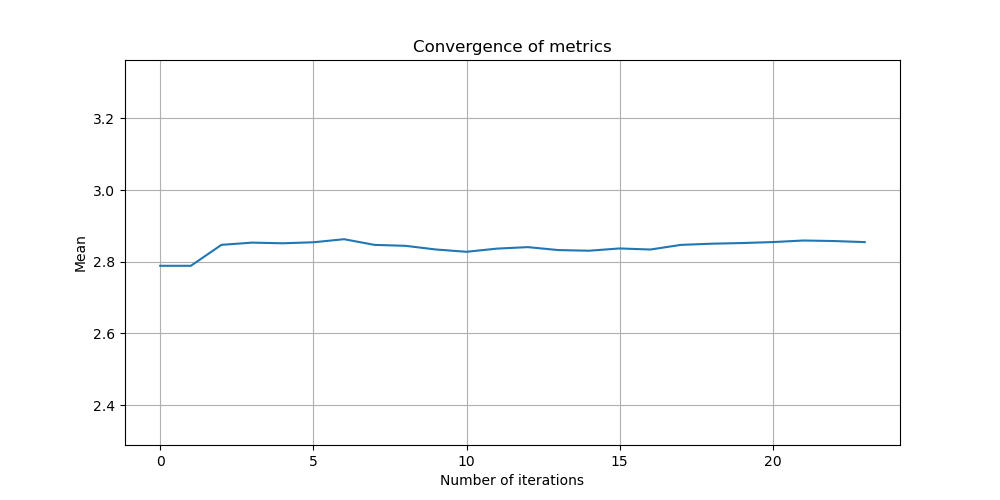 Convergence of metrics
3.2
3.0
2.8
2.6
2.4
Mean
0 5 10 15 20
Number of iterations